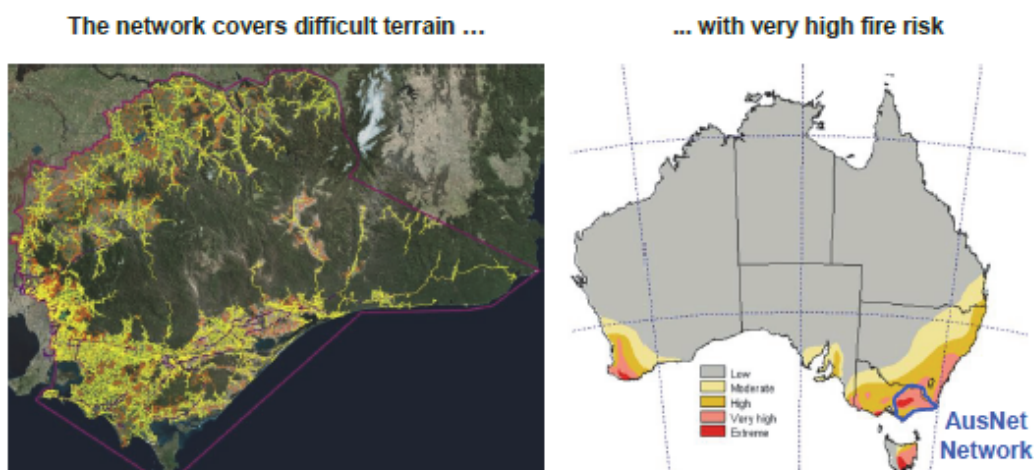 The network covers difficult terrain …
... with very high fire risk
Low
Moderate
High
Very high
Extreme
AusNet
Network